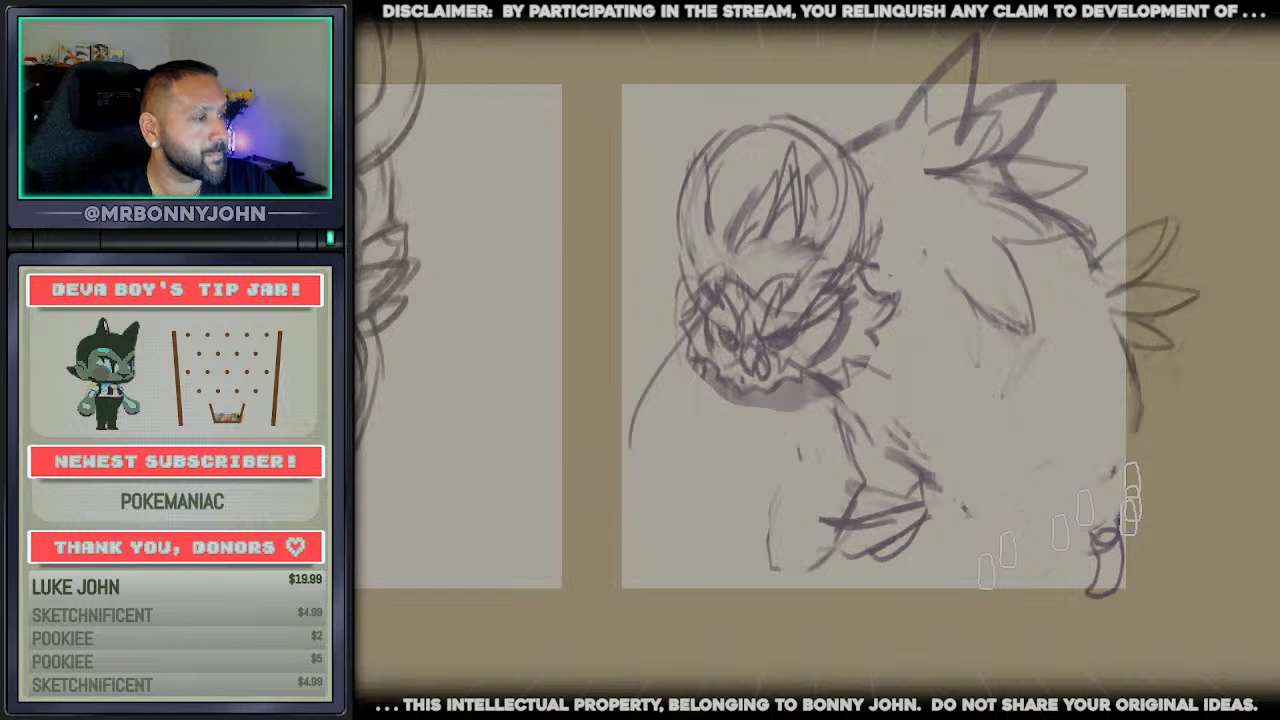 DISCLAIMER: BY PARTICIPATING IN THE STREAM, YOU RELINQUISH ANY CLAIM TO DEVELOPMENT OF . . .
@MRBONNYJOHN
DEVA BOY'S TIP JAR!
NEWEST SUBSCRIBER!
POKEMANIAC
THANK YOU, DONORS ♡
LUKE JOHN $19.99
SKETCHNIFICENT $4.99
POOKIEE $2
POOKIEE $5
SKETCHNIFICENT $4.99
. . . THIS INTELLECTUAL PROPERTY, BELONGING TO BONNY JOHN. DO NOT SHARE YOUR ORIGINAL IDEAS.